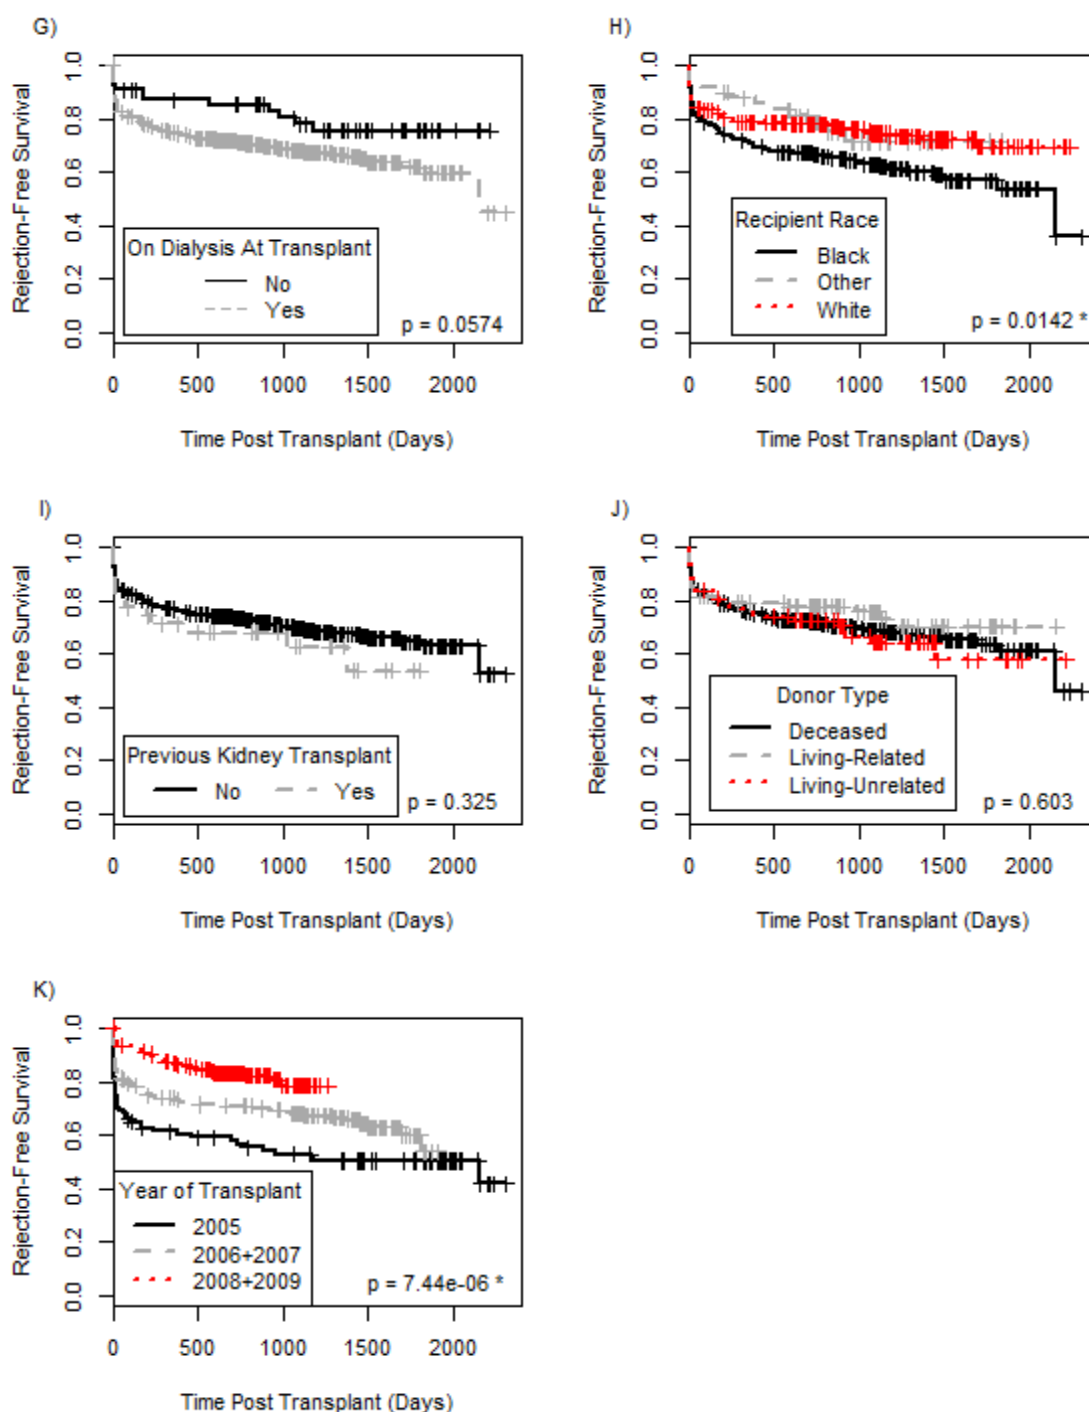 G)
Rejection-Free Survival
1.0
0.8
0.6
0.4
0.2
0.0
On Dialysis At Transplant
No
Yes
p = 0.0574
0 500 1000 1500 2000
Time Post Transplant (Days)
H)
Rejection-Free Survival
1.0
0.8
0.6
0.4
0.2
0.0
Recipient Race
Black
Other
White
p = 0.0142 *
0 500 1000 1500 2000
Time Post Transplant (Days)
I)
Rejection-Free Survival
1.0
0.8
0.6
0.4
0.2
0.0
Previous Kidney Transplant
No Yes
p = 0.325
0 500 1000 1500 2000
Time Post Transplant (Days)
J)
Rejection-Free Survival
1.0
0.8
0.6
0.4
0.2
0.0
Donor Type
Deceased
Living-Related
Living-Unrelated
p = 0.603
0 500 1000 1500 2000
Time Post Transplant (Days)
K)
Rejection-Free Survival
1.0
0.8
0.6
0.4
0.2
0.0
Year of Transplant
2005
2006+2007
2008+2009
p = 7.44e-06 *
0 500 1000 1500 2000
Time Post Transplant (Days)